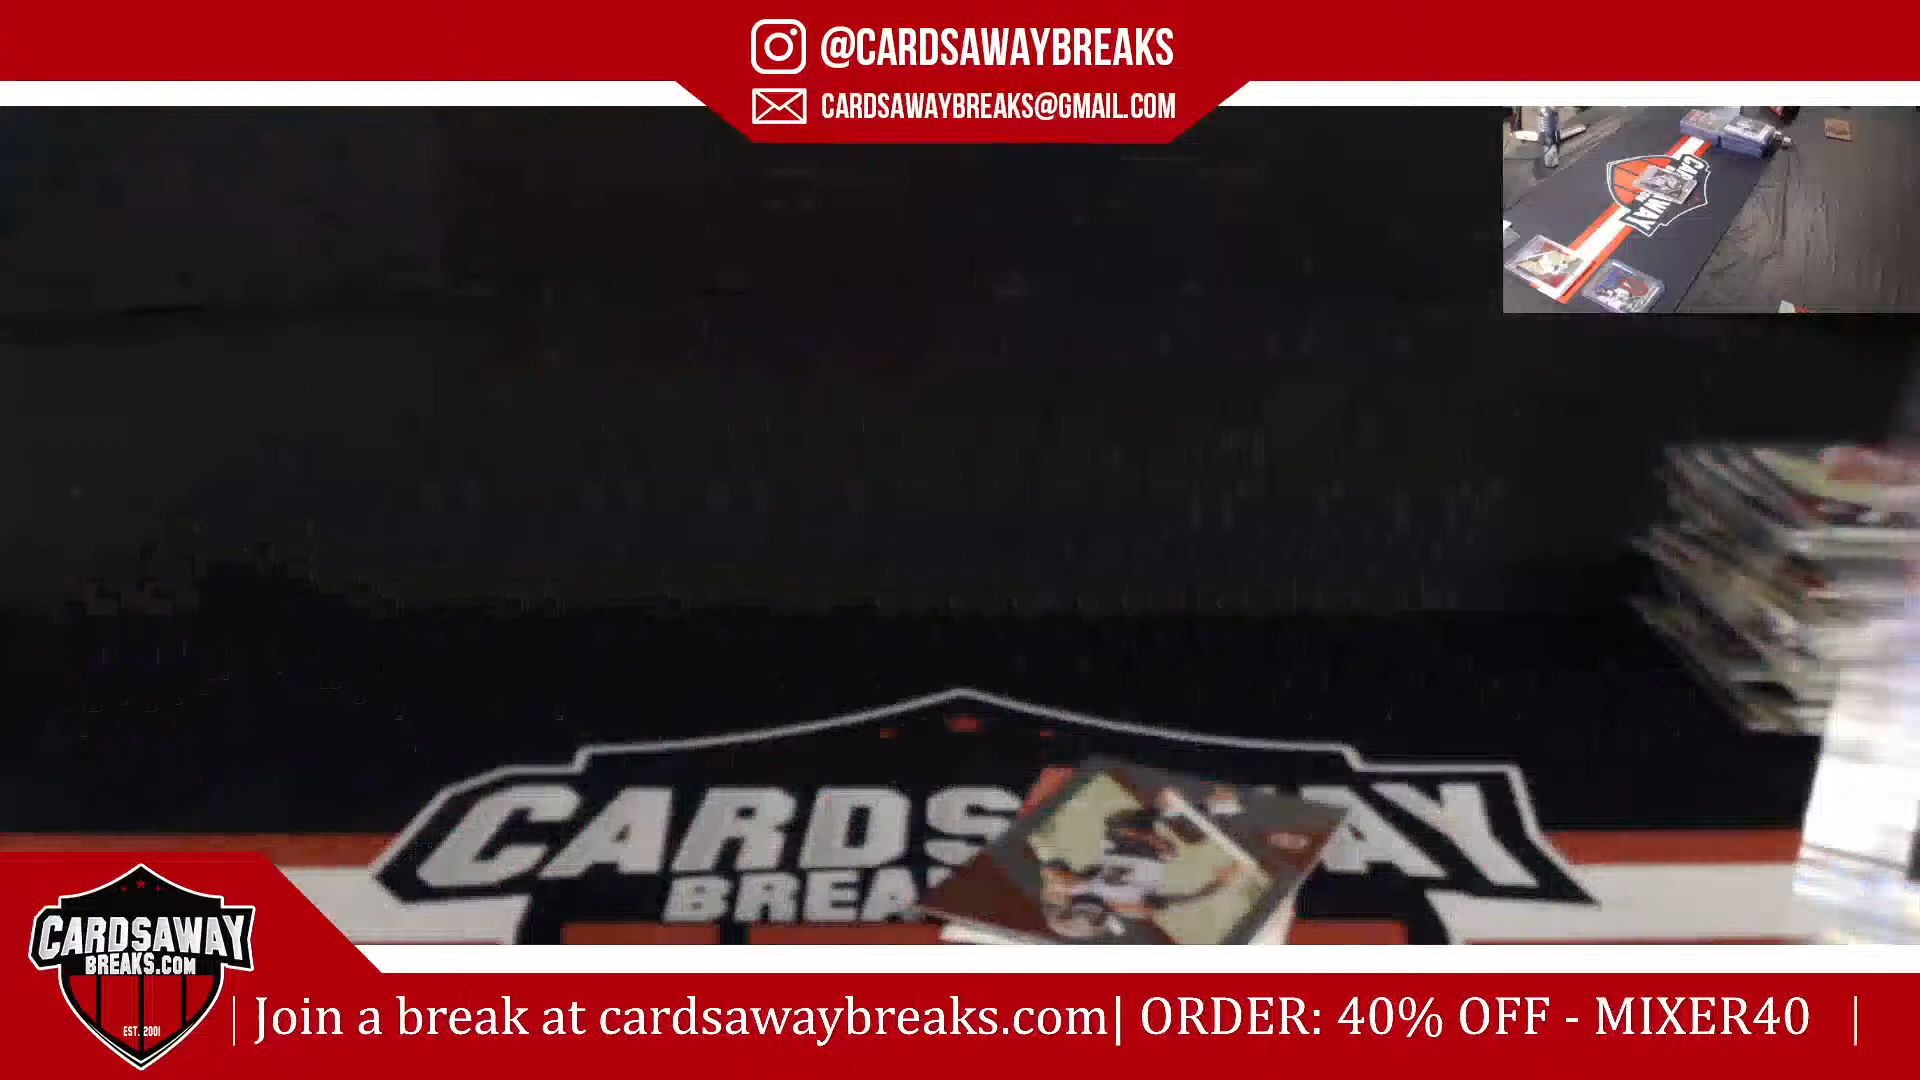 @CARDSAWAYBREAKS
CARDSAWAYBREAKS@GMAIL.COM
CARDS
BREA
AY
CARDSAWAY
BREAKS.COM
EST. 2001
| Join a break at cardsawaybreaks.com| ORDER: 40% OFF - MIXER40 |